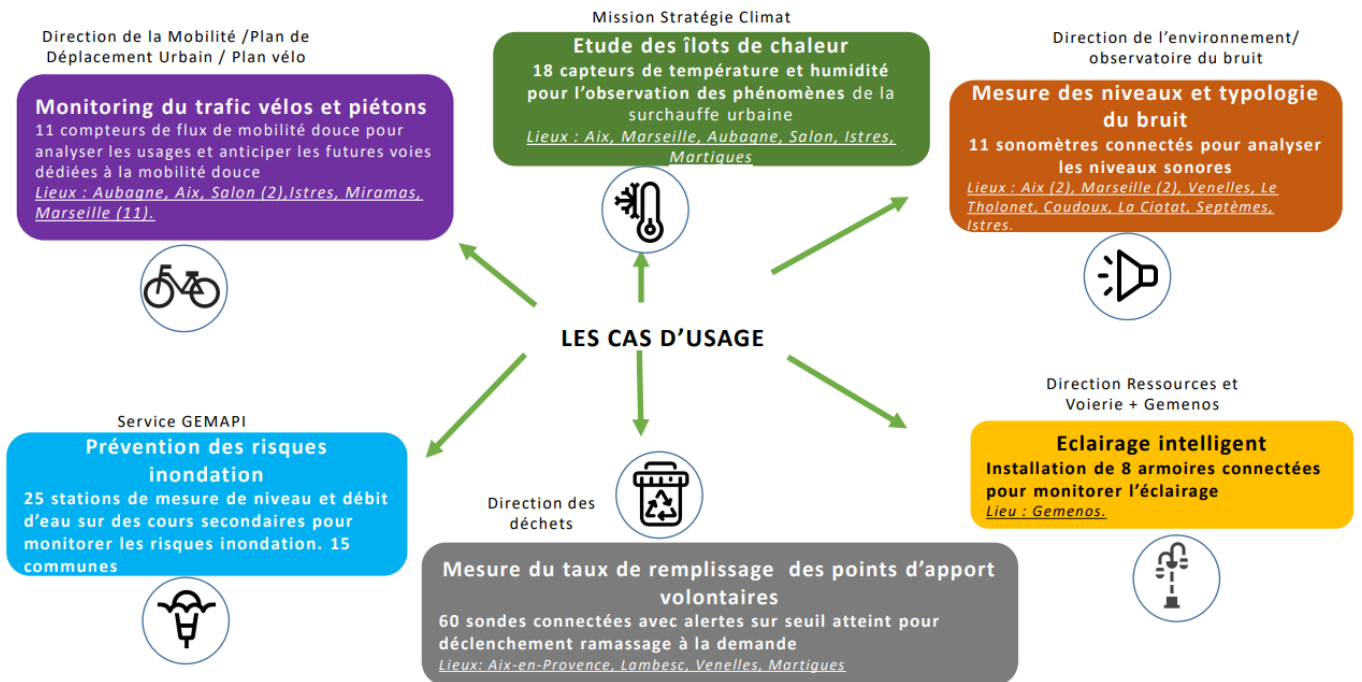 Mission Stratégie Climat
Direction de la Mobilité /Plan de
Déplacement Urbain / Plan vélo
Monitoring du trafic vélos et piétons
11 compteurs de flux de mobilité douce pour
analyser les usages et anticiper les futures voies
dédiées à la mobilité douce
Lieux : Aubagne, Aix, Salon (2),Istres, Miramas,
Marseille (11).
Etude des îlots de chaleur
18 capteurs de température et humidité
pour l'observation des phénomènes de la
surchauffe urbaine
Lieux : Aix, Marseille, Aubagne, Salon, Istres,
Martigues
Direction de l'environnement/
observatoire du bruit
Mesure des niveaux et typologie
du bruit
11 sonomètres connectés pour analyser
les niveaux sonores
Lieux : Aix (2), Marseille (2), Venelles, Le
Tholonet, Coudoux, La Ciotat, Septèmes,
Istres.
LES CAS D'USAGE
Service GEMAPI
Prévention des risques
inondation
25 stations de mesure de niveau et débit
d'eau sur des cours secondaires pour
monitorer les risques inondation. 15
communes
Direction des
déchets
Mesure du taux de remplissage des points d'apport
volontaires
60 sondes connectées avec alertes sur seuil atteint pour
déclenchement ramassage à la demande
Lieux: Aix-en-Provence, Lambesc, Venelles, Martigues
Direction Ressources et
Voierie + Gemenos
Eclairage intelligent
Installation de 8 armoires connectées
pour monitorer l'éclairage
Lieu : Gemenos.